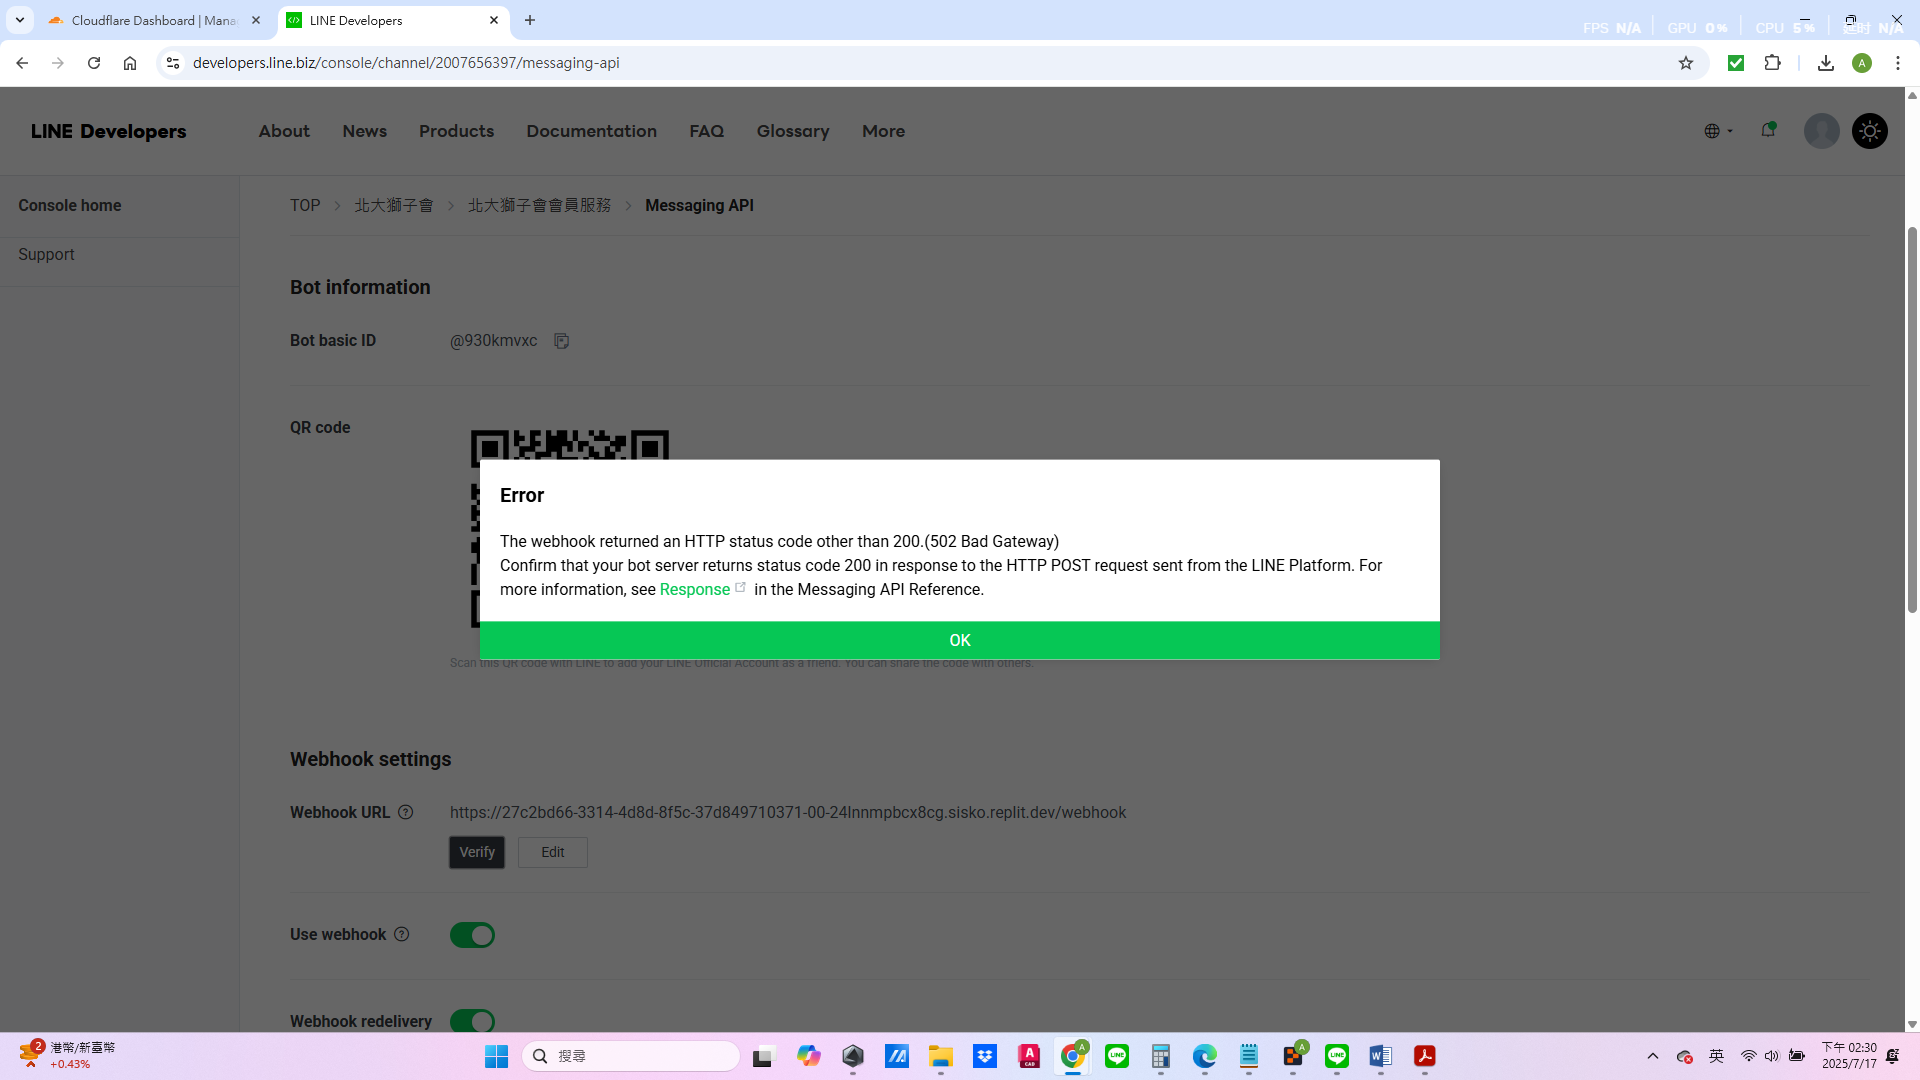 Cloudflare Dashboard | Mana
LINE Developers
FPS N/A GPU 0% CPU 5% 延时 N/A
developers.line.biz/console/channel/2007656397/messaging-api
A
LINE Developers
About News Products Documentation FAQ Glossary More
Console home
Support
TOP 北大獅子會 北大獅子會會員服務 Messaging API
Bot information
Bot basic ID @930kmvxc
QR code
Error
The webhook returned an HTTP status code other than 200.(502 Bad Gateway)
Confirm that your bot server returns status code 200 in response to the HTTP POST request sent from the LINE Platform. For
more information, see Response in the Messaging API Reference.
OK
Scan this QR code with LINE to add your LINE Official Account as a friend. You can share the code with others.
Webhook settings
Webhook URL ? https://27c2bd66-3314-4d8d-8f5c-37d849710371-00-24lnnmpbcx8cg.sisko.replit.dev/webhook
Verify Edit
Use webhook ?
Webhook redelivery
2 港幣/新臺幣
+0.43%
搜尋
A CAD
A
LINE
A
LINE
英
下午 02:30
2025/7/17